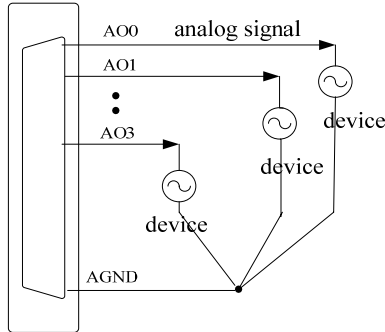 AO0 analog signal
AO1
device
AO3
device
device
AGND